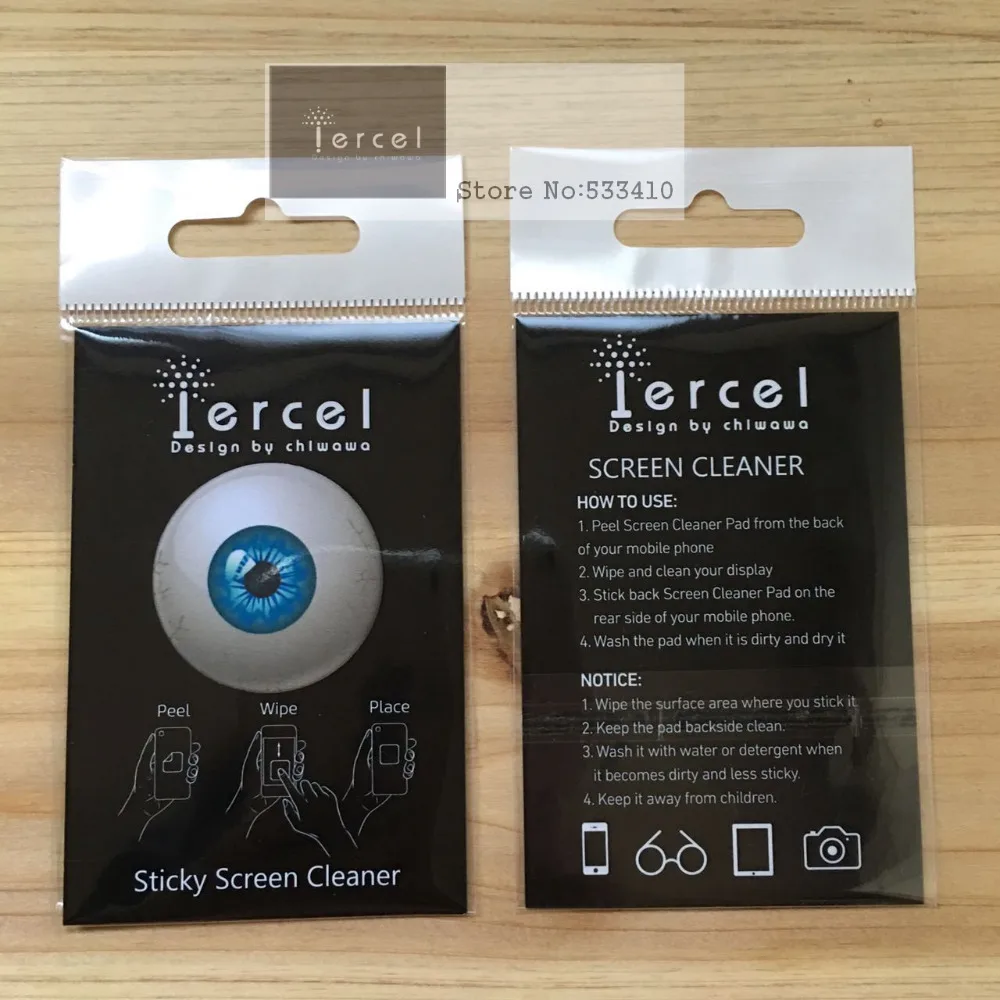 Tercel
Design by chiwawa
Store No:533410
Tercel
Design by chiwawa
Peel Wipe Place
Sticky Screen Cleaner
Tercel
Design by chiwawa
SCREEN CLEANER
HOW TO USE:
1. Peel Screen Cleaner Pad from the back
of your mobile phone
2. Wipe and clean your display
3. Stick back Screen Cleaner Pad on the
rear side of your mobile phone.
4. Wash the pad when it is dirty and dry it
NOTICE:
1. Wipe the surface area where you stick it.
2. Keep the pad backside clean.
3. Wash it with water or detergent when
it becomes dirty and less sticky.
4. Keep it away from children.